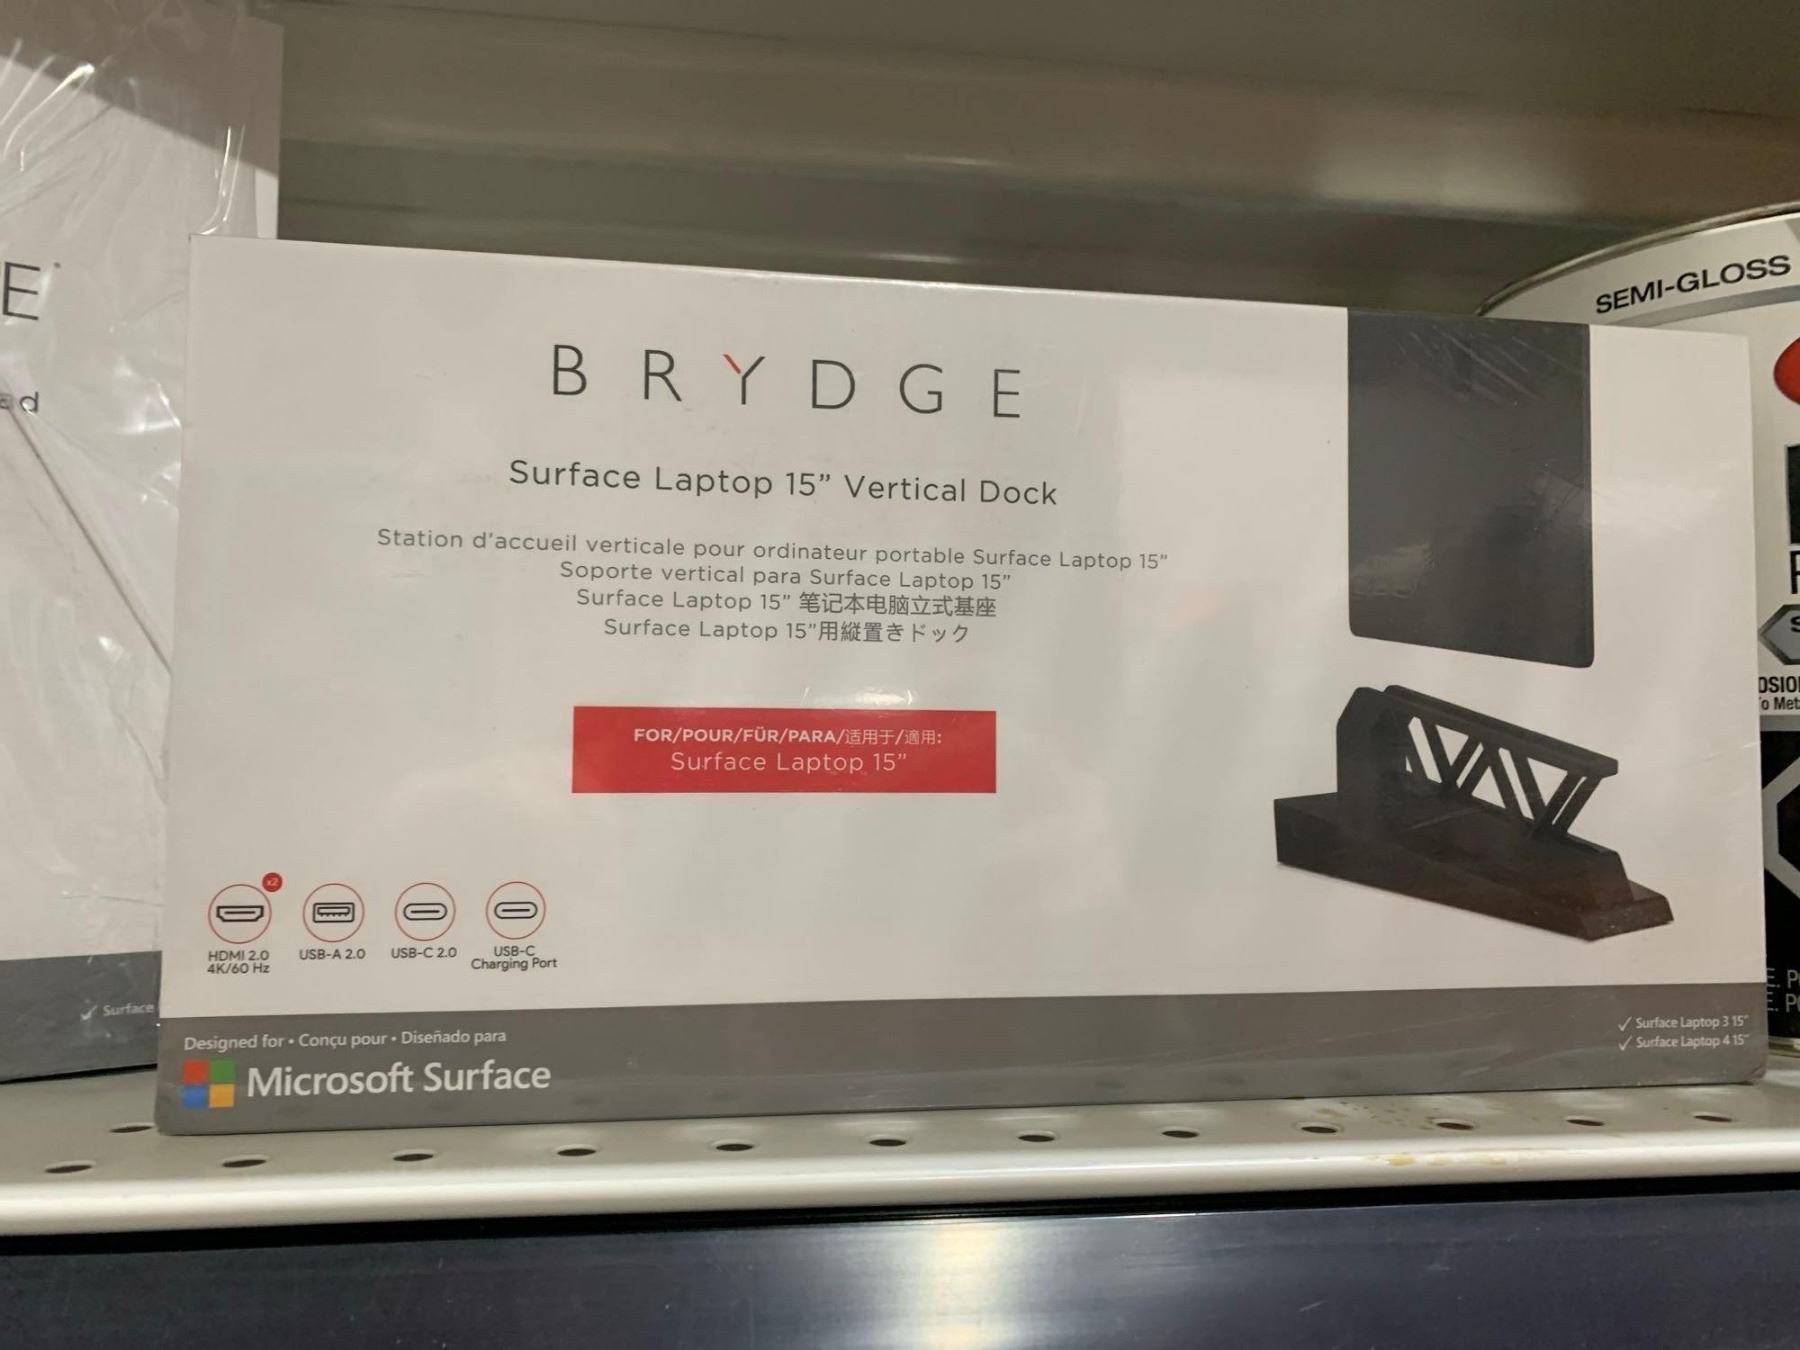 E
ad
Surface
BRYDGE
Surface Laptop 15” Vertical Dock
Station d’accueil verticale pour ordinateur portable Surface Laptop 15”
Soporte vertical para Surface Laptop 15”
Surface Laptop 15” 笔记本电脑立式基座
Surface Laptop 15”用縦置きドック
FOR/POUR/FÜR/PARA/适用于/適用:
Surface Laptop 15”
x2
HDMI 2.0
4K/60 Hz
USB-A 2.0
USB-C 2.0
USB-C
Charging Port
Designed for • Conçu pour • Diseñado para
Microsoft Surface
✓ Surface Laptop 3 15”
✓ Surface Laptop 4 15”
SEMI-GLOSS